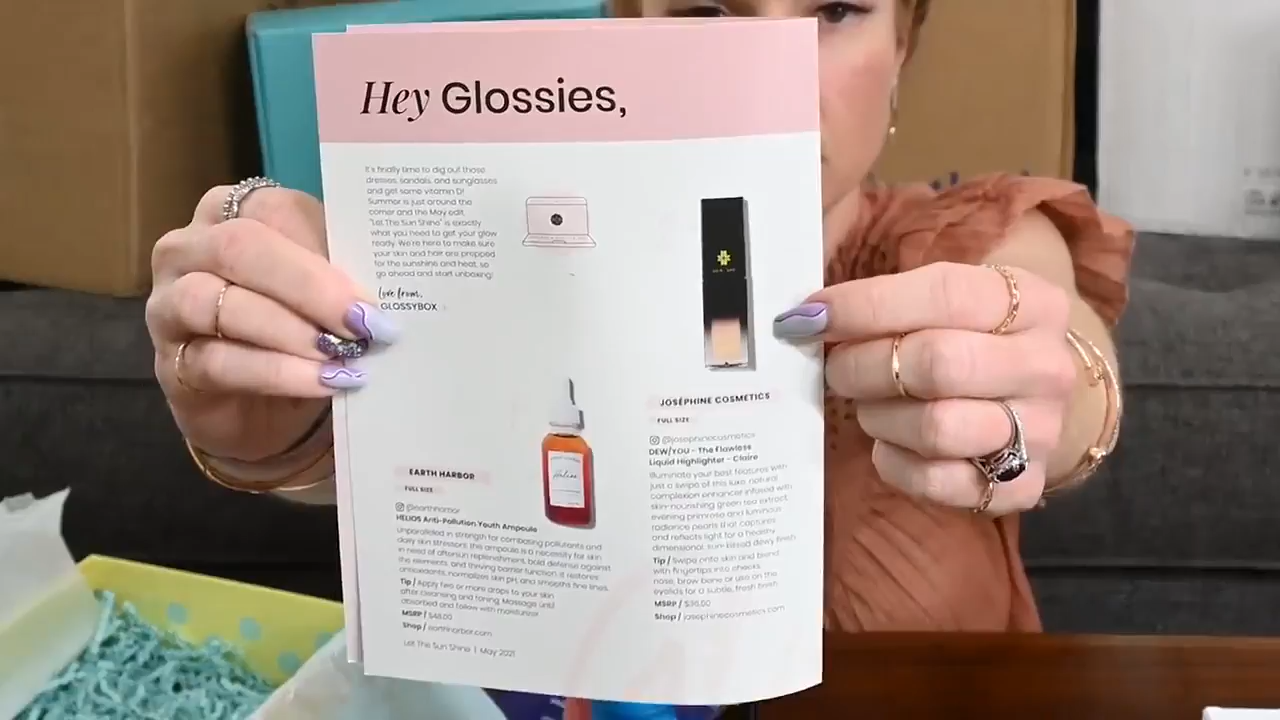 Hey Glossies,
It's finally time to dig out those
dresses, sandals, and sunglasses
and get some vitamin D!
Summer is just around the
corner and the May edit,
"Let The Sun Shine" is exactly
what you need to get your glow
ready. We're here to make sure
your skin and hair are prepped
for the sunshine and heat, so
go ahead and start unboxing!
Love from,
GLOSSYBOX
EARTH HARBOR
FULL SIZE
@earthharbor
HELIOS Anti-Pollution Youth Ampoule
Unparalleled in strength for combating pollutants and
daily skin stressors, this ampoule is a necessity for skin
in need of aftersun replenishment, bold defense against
the elements, and thriving barrier function. It restores
antioxidants, normalizes skin pH, and smooths fine lines.
Tip / Apply two or more drops to your skin
after cleansing and toning. Massage until
absorbed and follow with moisturizer.
MSRP / $48.00
Shop / earthharbor.com
Let The Sun Shine | May 2021
JOSÉPHINE COSMETICS
FULL SIZE
@josephinecosmetics
DEW/YOU - The Flawless
Liquid Highlighter - Claire
Illuminate your best features with
just a swipe of this luxe natural
complexion enhancer infused with
skin-nourishing green tea extract,
evening primrose and luminous
radiance pearls that captures
and reflects light for a healthy
dimensional, sun-kissed dewy finish.
Tip / Swipe onto skin and blend
with fingertips into cheeks,
nose, brow bone or use on the
eyelids for a subtle, fresh finish.
MSRP / $36.00
Shop / josephinecosmetics.com